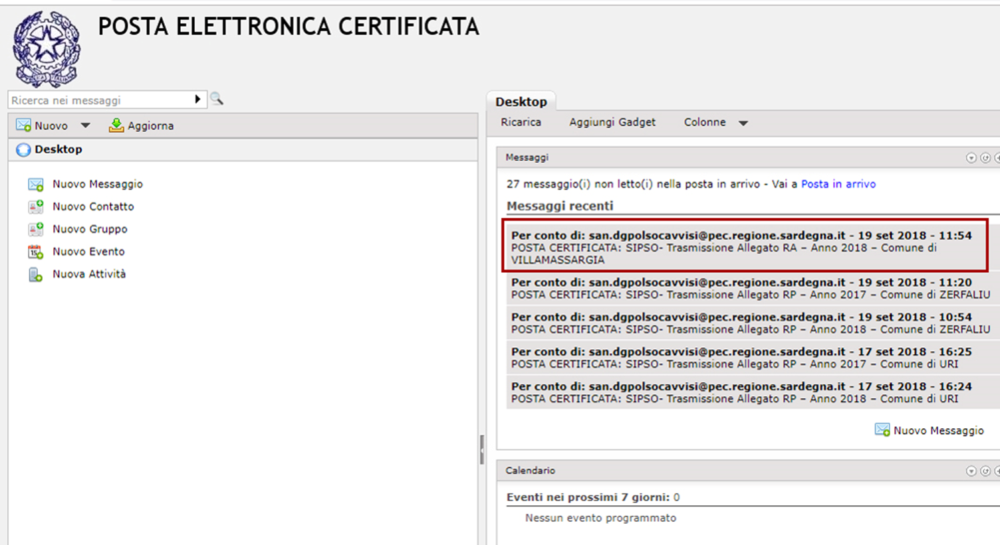 POSTA ELETTRONICA CERTIFICATA
Ricerca nei messaggi
Nuovo
Aggiorna
Desktop
Nuovo Messaggio
Nuovo Contatto
Nuovo Gruppo
15
Nuovo Evento
Nuova Attività
Desktop
Ricarica
Aggiungi Gadget
Colonne
Messaggi
27 messaggio(i) non letto(i) nella posta in arrivo - Vai a Posta in arrivo
Messaggi recenti
Per conto di: san.dgpolsocavvisi@pec.regione.sardegna.it - 19 set 2018 - 11:54
POSTA CERTIFICATA: SIPSO- Trasmissione Allegato RA – Anno 2018 – Comune di
VILLAMASSARGIA
Per conto di: san.dgpolsocavvisi@pec.regione.sardegna.it - 19 set 2018 - 11:20
POSTA CERTIFICATA: SIPSO- Trasmissione Allegato RP – Anno 2017 – Comune di ZERFALIU
Per conto di: san.dgpolsocavvisi@pec.regione.sardegna.it - 19 set 2018 - 10:54
POSTA CERTIFICATA: SIPSO- Trasmissione Allegato RP – Anno 2018 – Comune di ZERFALIU
Per conto di: san.dgpolsocavvisi@pec.regione.sardegna.it - 17 set 2018 - 16:25
POSTA CERTIFICATA: SIPSO- Trasmissione Allegato RP – Anno 2017 – Comune di URI
Per conto di: san.dgpolsocavvisi@pec.regione.sardegna.it - 17 set 2018 - 16:24
POSTA CERTIFICATA: SIPSO- Trasmissione Allegato RP – Anno 2018 – Comune di URI
Nuovo Messaggio
Calendario
Eventi nei prossimi 7 giorni: 0
Nessun evento programmato